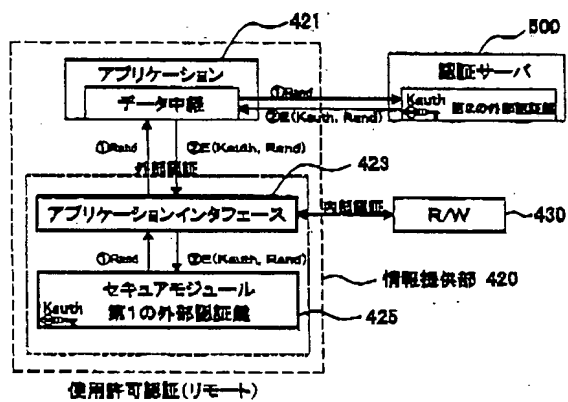 421
500
アプリケーション
データ中継
認証サーバ
Kauth
第2の外部認証鍵
①Rand
②E(Kauth, Rand)
①Rand
②E(Kauth, Rand)
外部認証
423
アプリケーションインタフェース
内部認証
R/W
430
①Rand
②E(Kauth, Rand)
セキュアモジュール
Kauth
第1の外部認証鍵
425
情報提供部 420
使用許可認証(リモート)